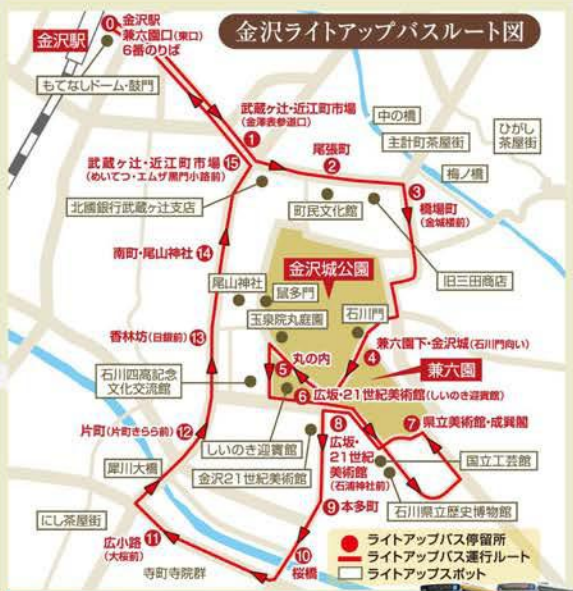 金沢ライトアップバスルート図
金沢駅
0
金沢駅
兼六園口(東口)
6番のりば
もてなしドーム・鼓門
武蔵ヶ辻・近江町市場
(金澤表参道口)
1
尾張町
2
中の橋
主計町茶屋街
ひがし
茶屋街
梅ノ橋
武蔵ヶ辻・近江町市場
(めいてつ・エムザ黒門小路前)
15
3
橋場町
(金城楼前)
北國銀行武蔵ヶ辻支店
町民文化館
旧三田商店
南町・尾山神社
14
金沢城公園
尾山神社
鼠多門
玉泉院丸庭園
石川門
香林坊(日銀前)
13
4
兼六園下・金沢城(石川門向い)
丸の内
5
兼六園
石川四高記念
文化交流館
6
広坂・21世紀美術館(しいのき迎賓館)
片町(片町きらら前)
12
7
県立美術館・成巽閣
しいのき迎賓館
8
広坂・
21世紀
美術館
(石浦神社前)
国立工芸館
犀川大橋
金沢21世紀美術館
石川県立歴史博物館
にし茶屋街
9
本多町
広小路
(大桜前)
11
10
桜橋
寺町寺院群
ライトアップバス停留所
ライトアップバス運行ルート
ライトアップスポット